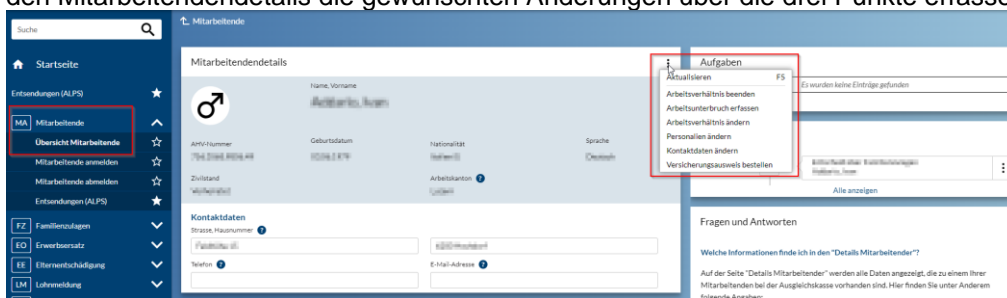 den Mitarbeitendendetails die gewünschten Änderungen über die drei Punkte erfasse
Suche
Startseite
Entsendungen (ALPS)
MA Mitarbeitende
Übersicht Mitarbeitende
Mitarbeitende anmelden
Mitarbeitende abmelden
Entsendungen (ALPS)
FZ Familienzulagen
EO Erwerbsersatz
EE Elternentschädigung
LM Lohnmeldung
Mitarbeitende
Mitarbeitendendetails
Name, Vorname
AHV-Nummer
Geburtsdatum
Nationalität
Sprache
Zivilstand
Arbeitskanton ?
Kontaktdaten
Strasse, Hausnummer ?
Telefon ?
E-Mail-Adresse ?
Aktualisieren F5
Arbeitsverhältnis beenden
Arbeitsunterbruch erfassen
Arbeitsverhältnis ändern
Personalien ändern
Kontaktdaten ändern
Versicherungsausweis bestellen
Aufgaben
Es wurden keine Einträge gefunden
Alle anzeigen
Fragen und Antworten
Welche Informationen finde ich in den "Details Mitarbeitender"?
Auf der Seite "Details Mitarbeitender" werden alle Daten angezeigt, die zu einem Ihrer
Mitarbeitenden bei der Ausgleichskasse vorhanden sind. Hier finden Sie unter Anderem
folgende Angaben: